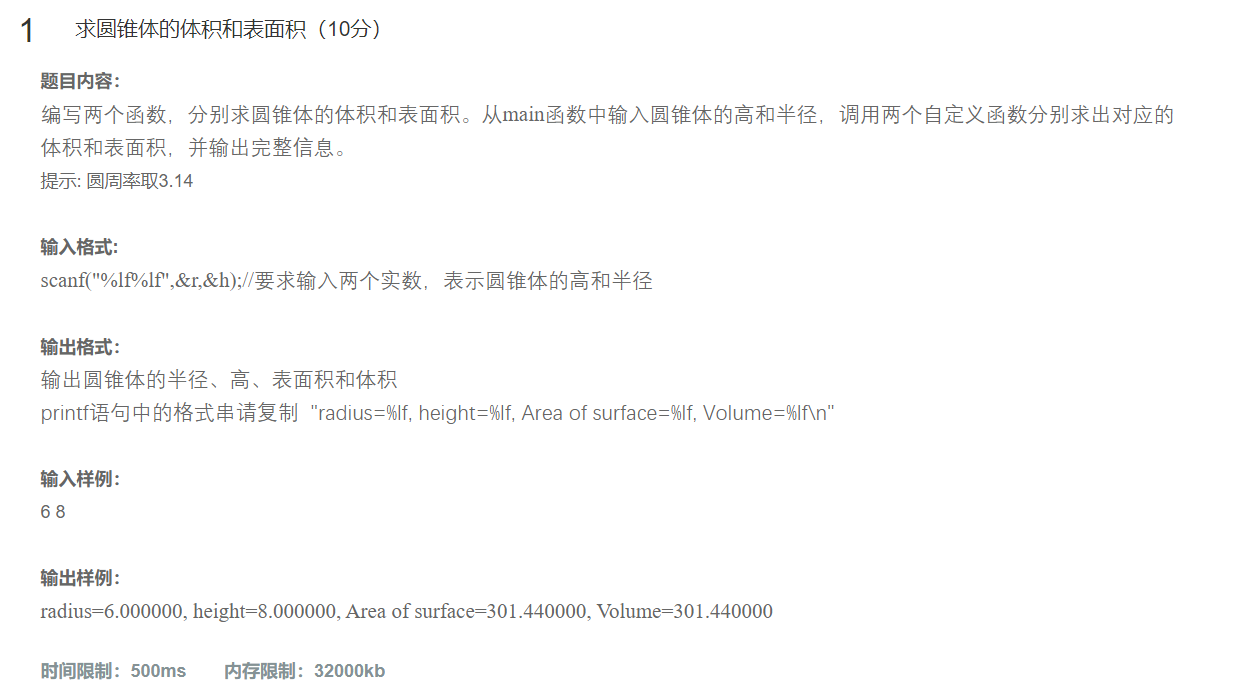 1 求圆锥体的体积和表面积（10分）
题目内容：
编写两个函数，分别求圆锥体的体积和表面积。从main函数中输入圆锥体的高和半径，调用两个自定义函数分别求出对应的
体积和表面积，并输出完整信息。
提示: 圆周率取3.14
输入格式:
scanf("%lf%lf",&r,&h);//要求输入两个实数，表示圆锥体的高和半径
输出格式：
输出圆锥体的半径、高、表面积和体积
printf语句中的格式串请复制 "radius=%lf, height=%lf, Area of surface=%lf, Volume=%lf\n"
输入样例：
6 8
输出样例：
radius=6.000000, height=8.000000, Area of surface=301.440000, Volume=301.440000
时间限制：500ms 内存限制：32000kb